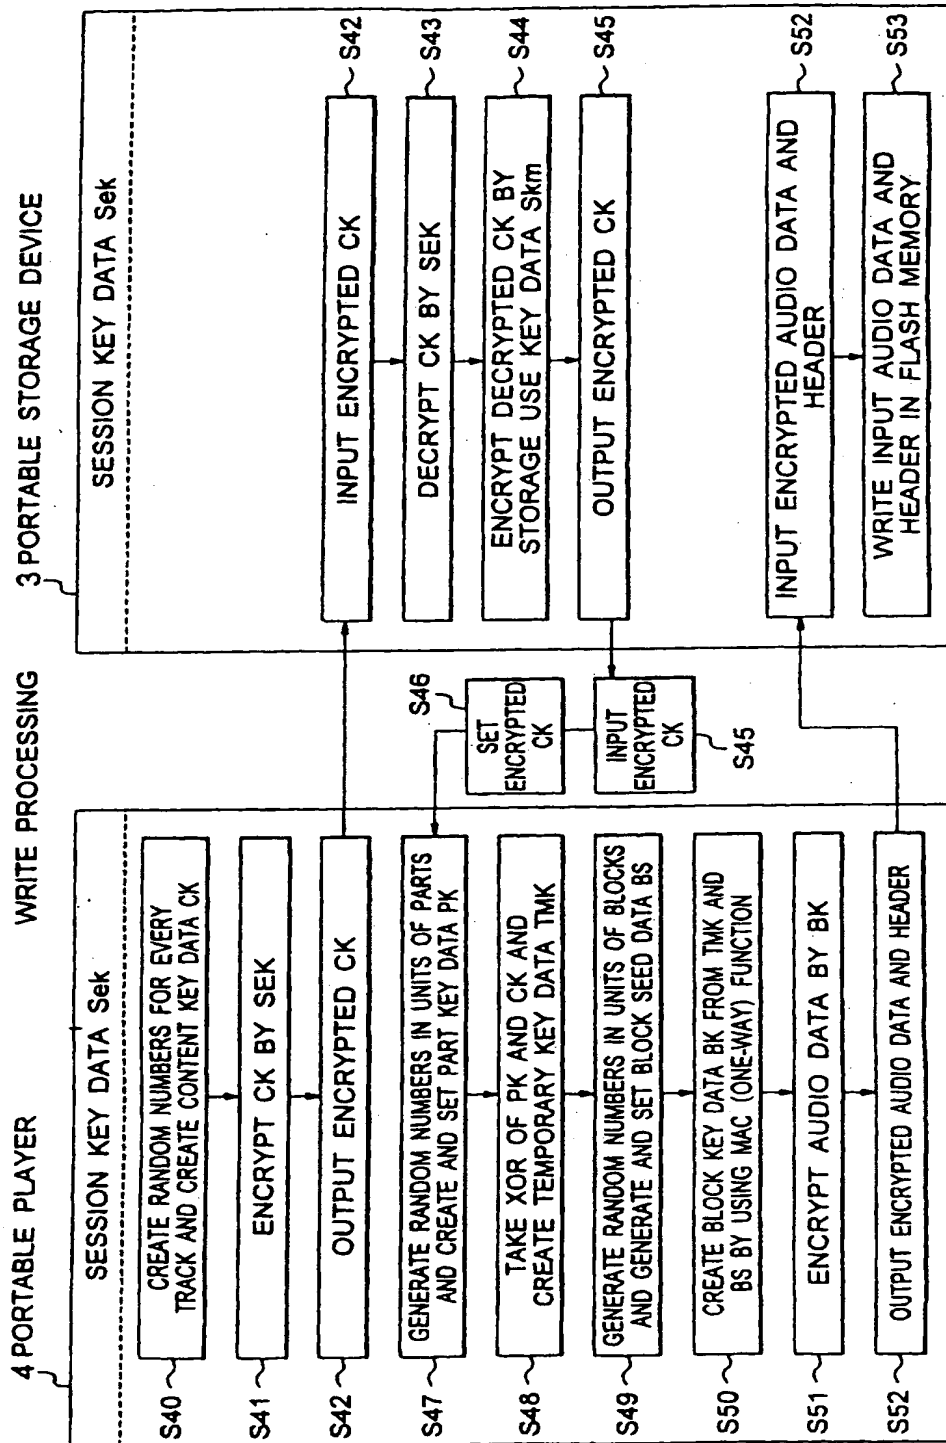 4 PORTABLE PLAYER
WRITE PROCESSING
3 PORTABLE STORAGE DEVICE
SESSION KEY DATA Sek
S40
CREATE RANDOM NUMBERS FOR EVERY
TRACK AND CREATE CONTENT KEY DATA CK
S41
ENCRYPT CK BY SEK
S42
OUTPUT ENCRYPTED CK
S47
GENERATE RANDOM NUMBERS IN UNITS OF PARTS
AND CREATE AND SET PART KEY DATA PK
S48
TAKE XOR OF PK AND CK AND
CREATE TEMPORARY KEY DATA TMK
S49
GENERATE RANDOM NUMBERS IN UNITS OF BLOCKS
AND GENERATE AND SET BLOCK SEED DATA BS
S50
CREATE BLOCK KEY DATA BK FROM TMK AND
BS BY USING MAC (ONE-WAY) FUNCTION
S51
ENCRYPT AUDIO DATA BY BK
S52
OUTPUT ENCRYPTED AUDIO DATA AND HEADER
S46
SET
ENCRYPTED
CK
INPUT
ENCRYPTED
CK
S45
SESSION KEY DATA Sek
INPUT ENCRYPTED CK
S42
DECRYPT CK BY SEK
S43
ENCRYPT DECRYPTED CK BY
STORAGE USE KEY DATA Skm
S44
OUTPUT ENCRYPTED CK
S45
INPUT ENCRYPTED AUDIO DATA AND
HEADER
S52
WRITE INPUT AUDIO DATA AND
HEADER IN FLASH MEMORY
S53